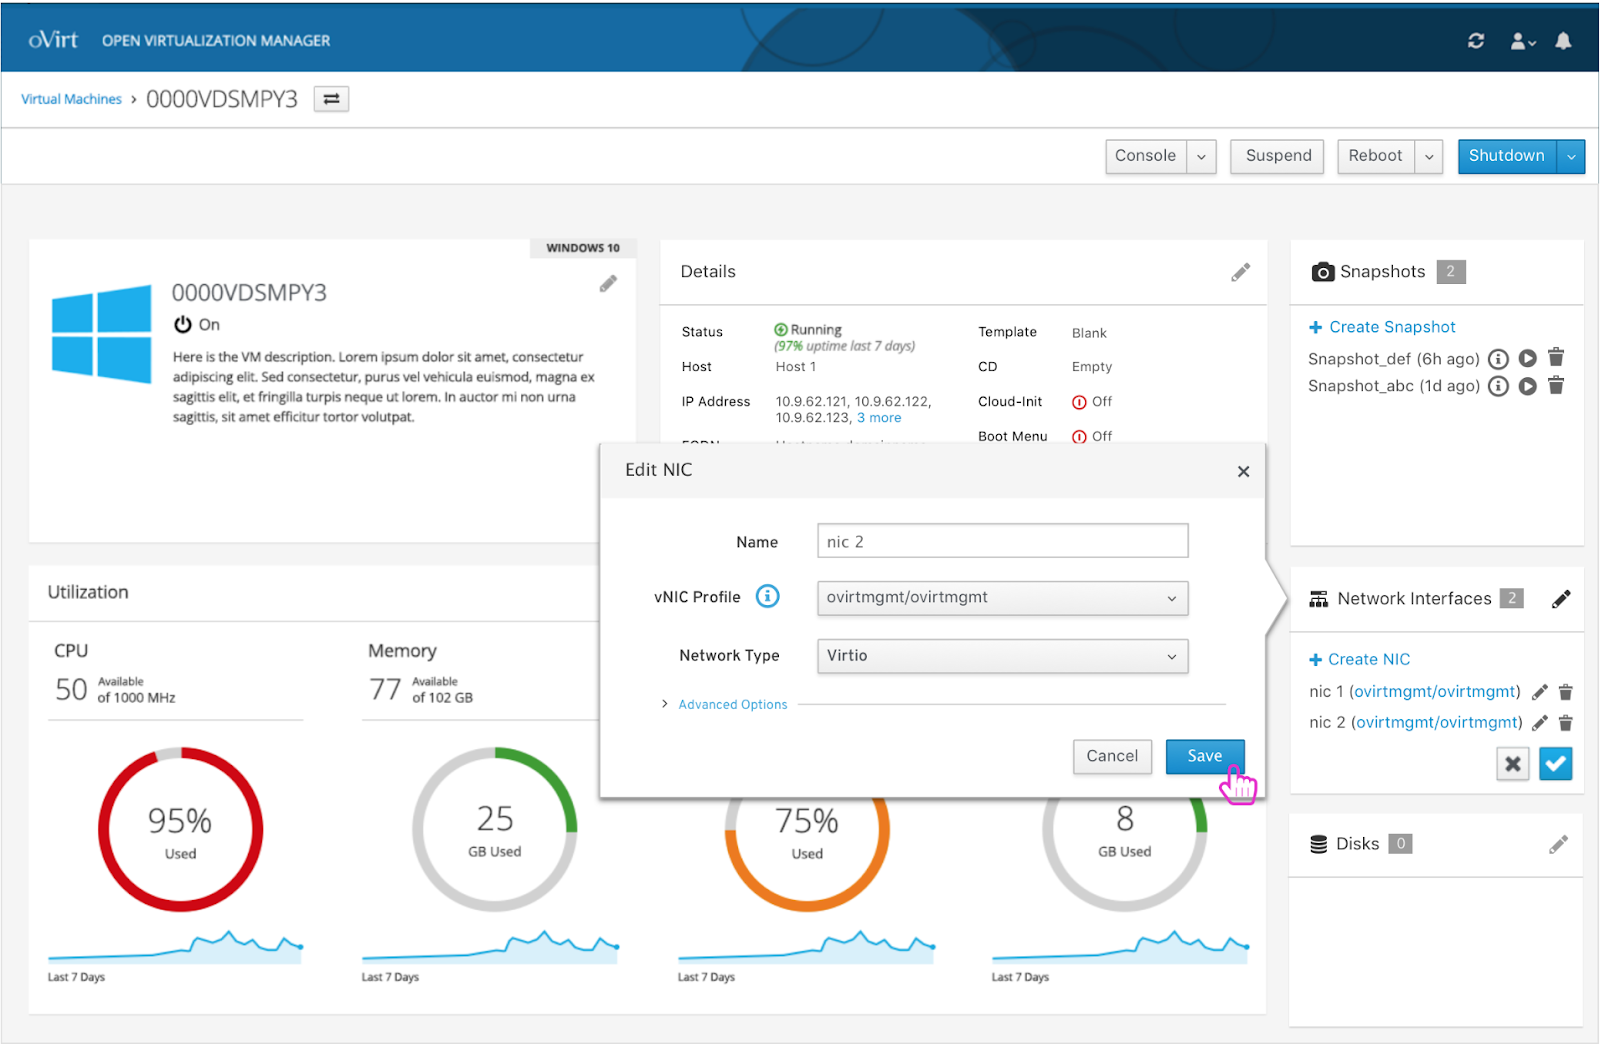 oVirt OPEN VIRTUALIZATION MANAGER
Virtual Machines > 0000VDSMPY3
Console Suspend Reboot Shutdown
WINDOWS 10
0000VDSMPY3
On
Here is the VM description. Lorem ipsum dolor sit amet, consectetur
adipiscing elit. Sed consectetur, purus vel vehicula euismod, magna ex
sagittis elit, et fringilla turpis neque ut lorem. In auctor mi non urna
sagittis, sit amet efficitur tortor volutpat.
Details
Status Running
(97% uptime last 7 days)
Host Host 1
IP Address 10.9.62.121, 10.9.62.122,
10.9.62.123, 3 more
Template Blank
CD Empty
Cloud-Init Off
Boot Menu Off
Snapshots 2
+ Create Snapshot
Snapshot_def (6h ago)
Snapshot_abc (1d ago)
Edit NIC
Name nic 2
vNIC Profile ovirtmgmt/ovirtmgmt
Network Type Virtio
> Advanced Options
Cancel Save
Network Interfaces 2
+ Create NIC
nic 1 (ovirtmgmt/ovirtmgmt)
nic 2 (ovirtmgmt/ovirtmgmt)
Disks 0
Utilization
CPU
50 Available
of 1000 MHz
95%
Used
Last 7 Days
Memory
77 Available
of 102 GB
25
GB Used
Last 7 Days
75%
Used
Last 7 Days
8
GB Used
Last 7 Days